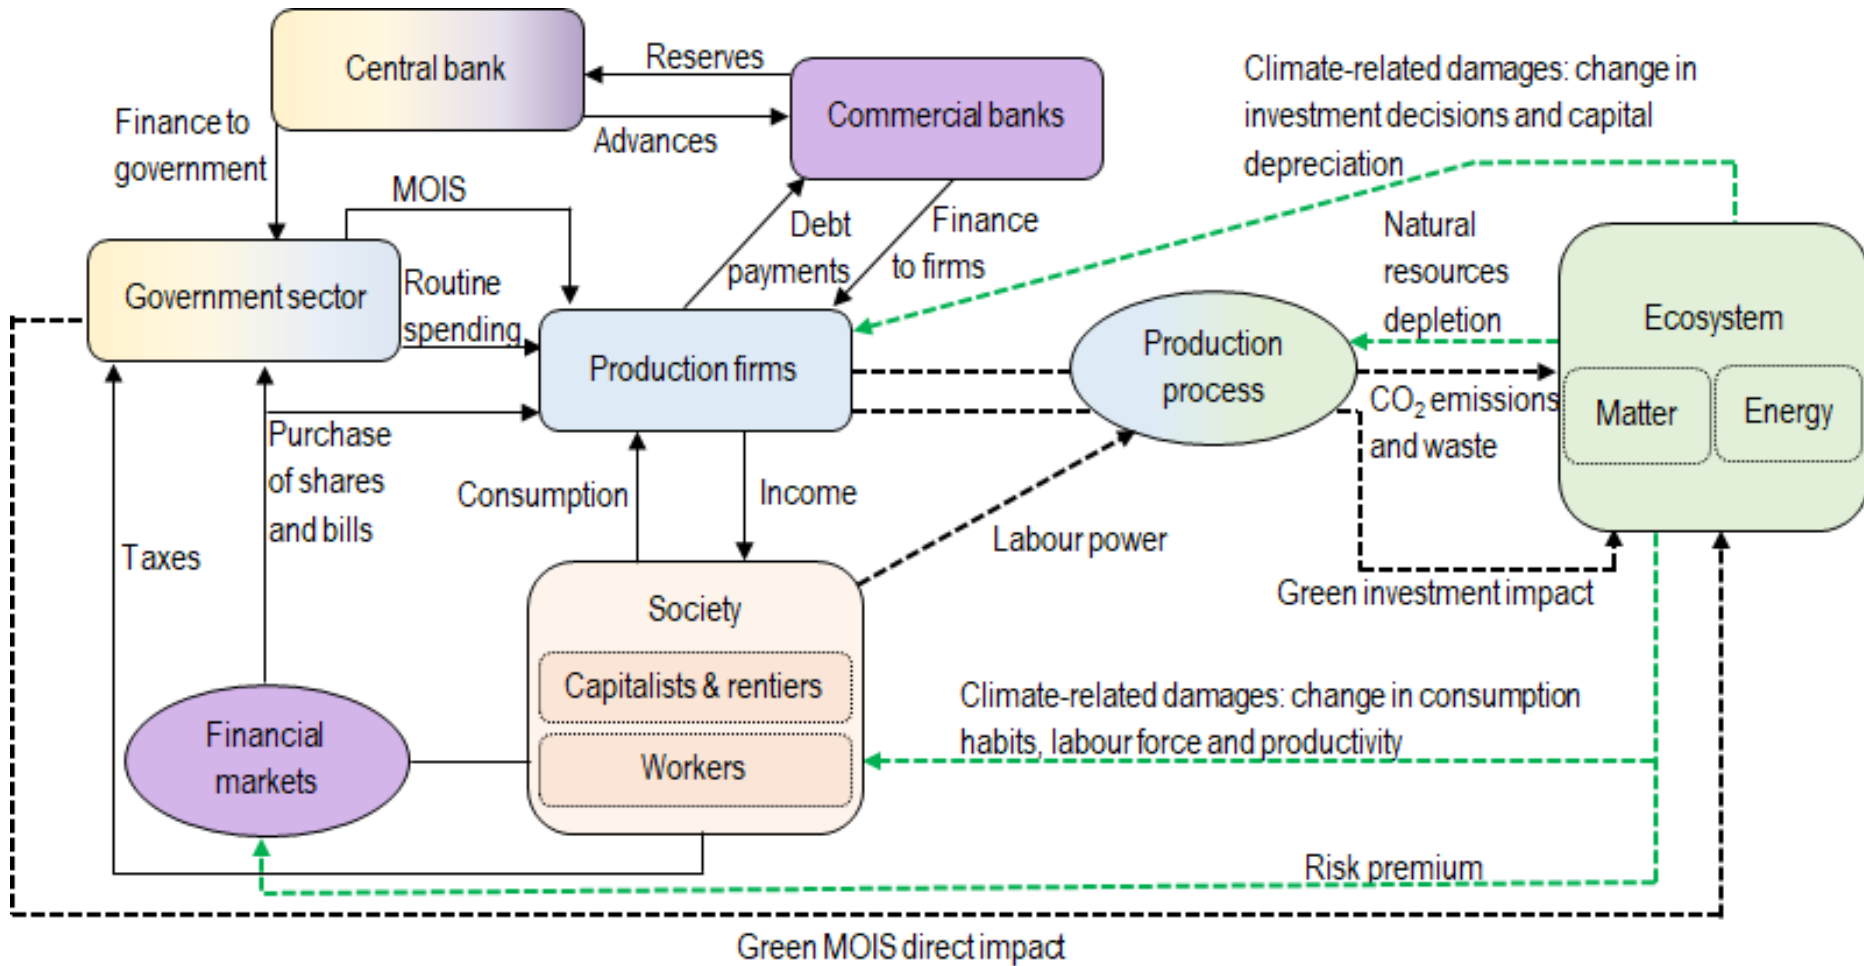 Central bank
Reserves
Commercial banks
Advances
Climate-related damages: change in
investment decisions and capital
depreciation
Finance to
government
MOIS
Debt
payments
Finance
to firms
Natural
resources
depletion
Government sector
Routine
spending
Production firms
Production
process
Ecosystem
Matter
Energy
CO₂ emissions
and waste
Purchase
of shares
and bills
Consumption
Income
Labour power
Taxes
Green investment impact
Society
Capitalists & rentiers
Workers
Climate-related damages: change in consumption
habits, labour force and productivity
Financial
markets
Risk premium
Green MOIS direct impact